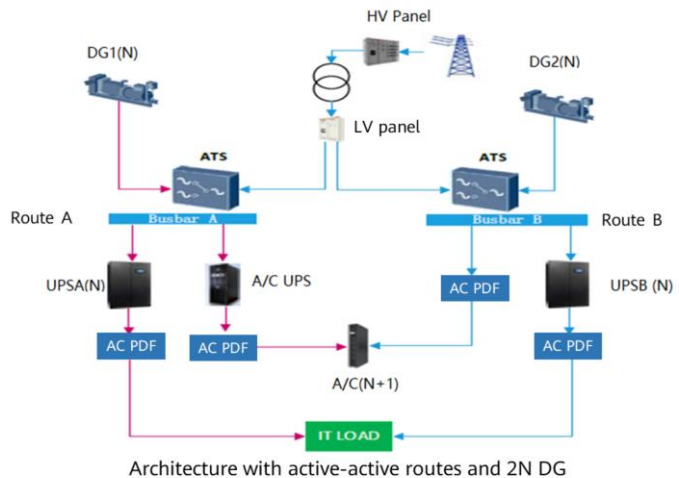 HV Panel
DG1(N)
DG2(N)
LV panel
ATS
ATS
Route A
Busbar A
Busbar B
Route B
UPSA(N)
A/C UPS
AC PDF
UPSB (N)
AC PDF
AC PDF
AC PDF
A/C(N+1)
IT LOAD
Architecture with active-active routes and 2N DG